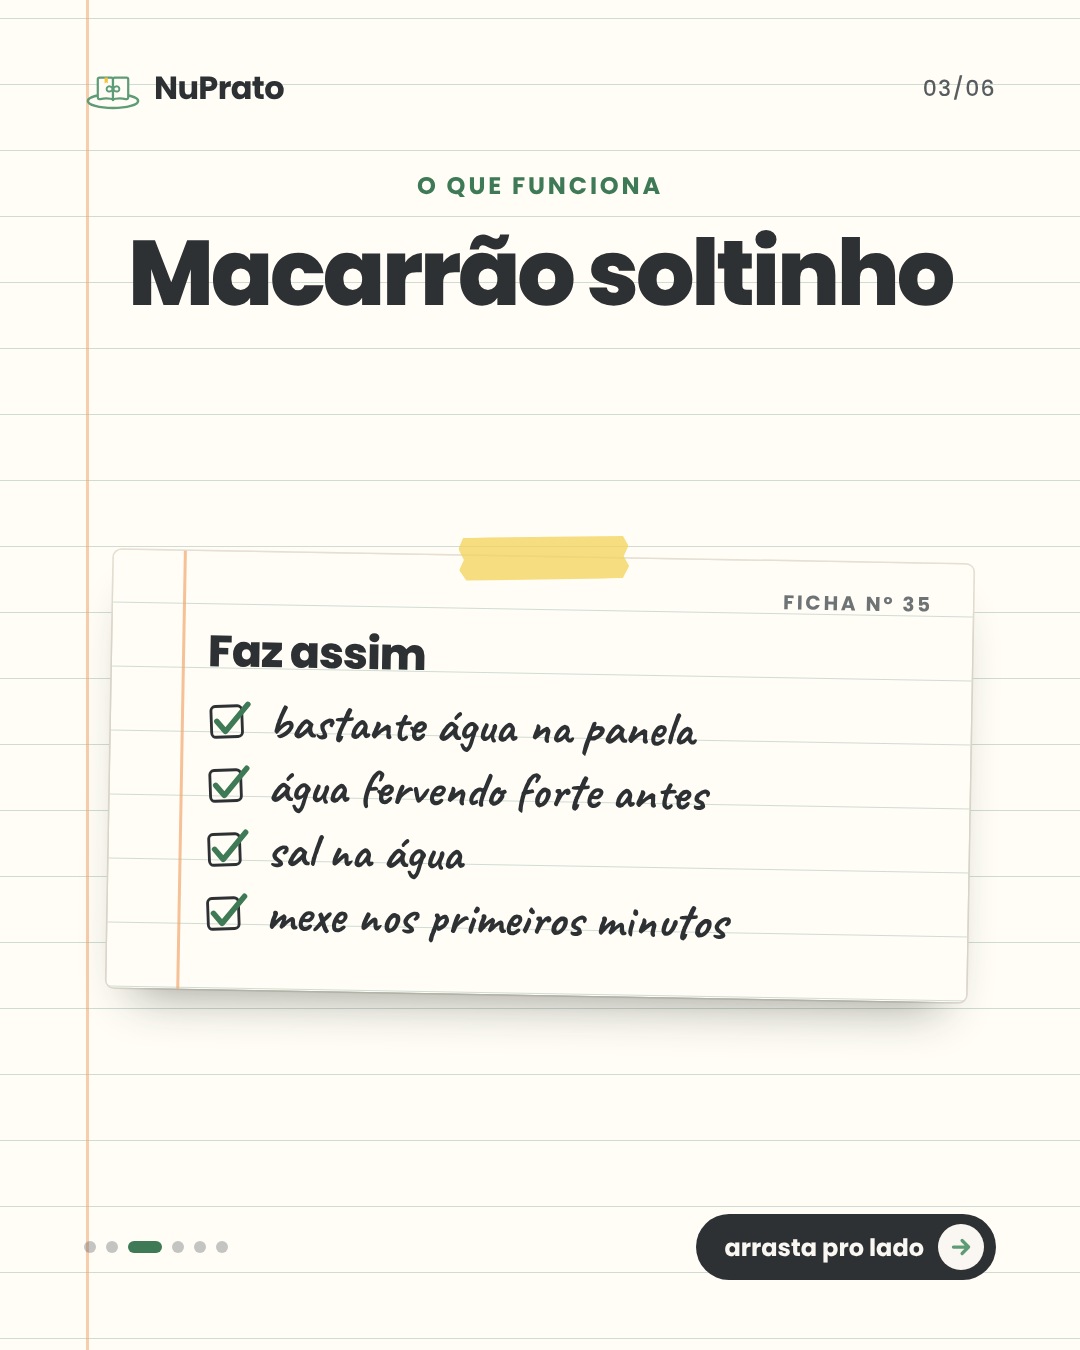 NuPrato
03/06
O QUE FUNCIONA
Macarrão soltinho
FICHA Nº 35
Faz assim
bastante água na panela
água fervendo forte antes
sal na água
mexe nos primeiros minutos
arrasta pro lado